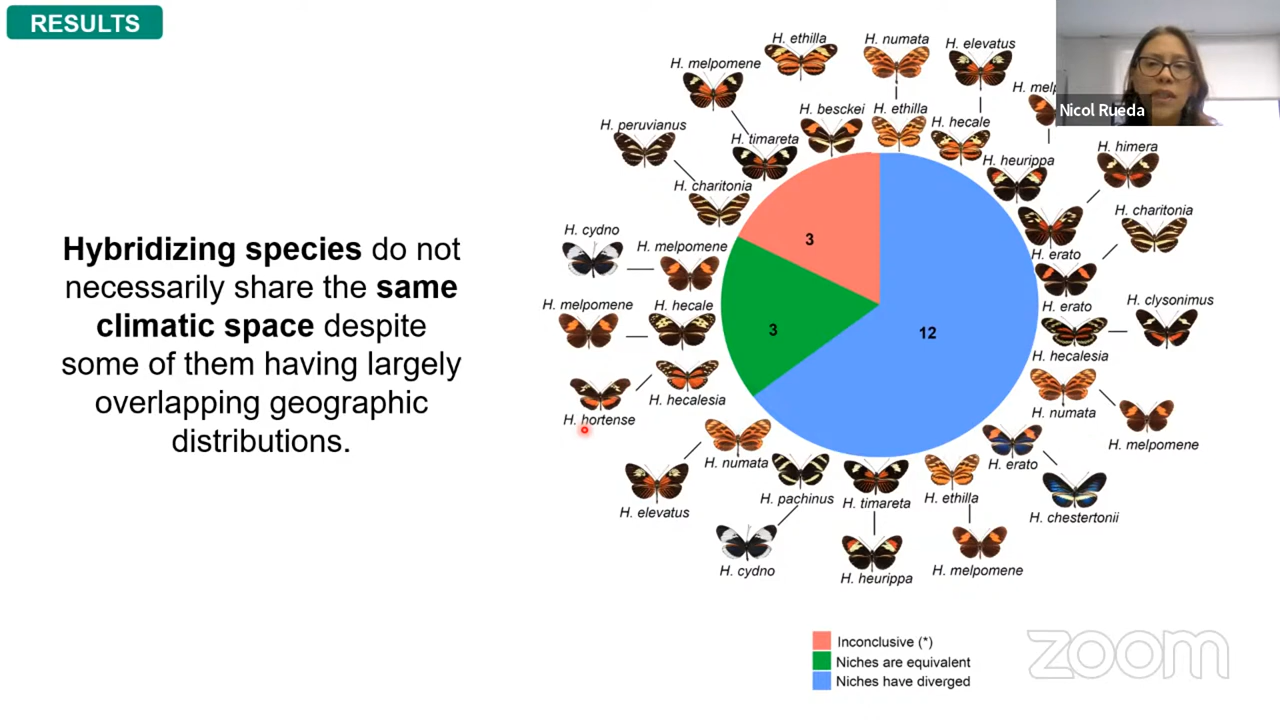 RESULTS
Hybridizing species do not
necessarily share the same
climatic space despite
some of them having largely
overlapping geographic
distributions.
H. ethilla
H. numata
H. elevatus
H. melpomene
Nicol Rueda
H. besckei
H. ethilla
H. hecale
H. peruvianus
H. timareta
H. himera
H. heurippa
H. charitonia
H. charitonia
H. cydno
H. melpomene
H. erato
3
H. melpomene
H. hecale
H. erato
H. clysonimus
3
12
H. hecalesia
H. hecalesia
H. hortense
H. numata
H. melpomene
H. numata
H. erato
H. elevatus
H. pachinus
H. timareta
H. ethilla
H. chestertonii
H. cydno
H. heurippa
H. melpomene
Inconclusive (*)
Niches are equivalent
Niches have diverged
zoom